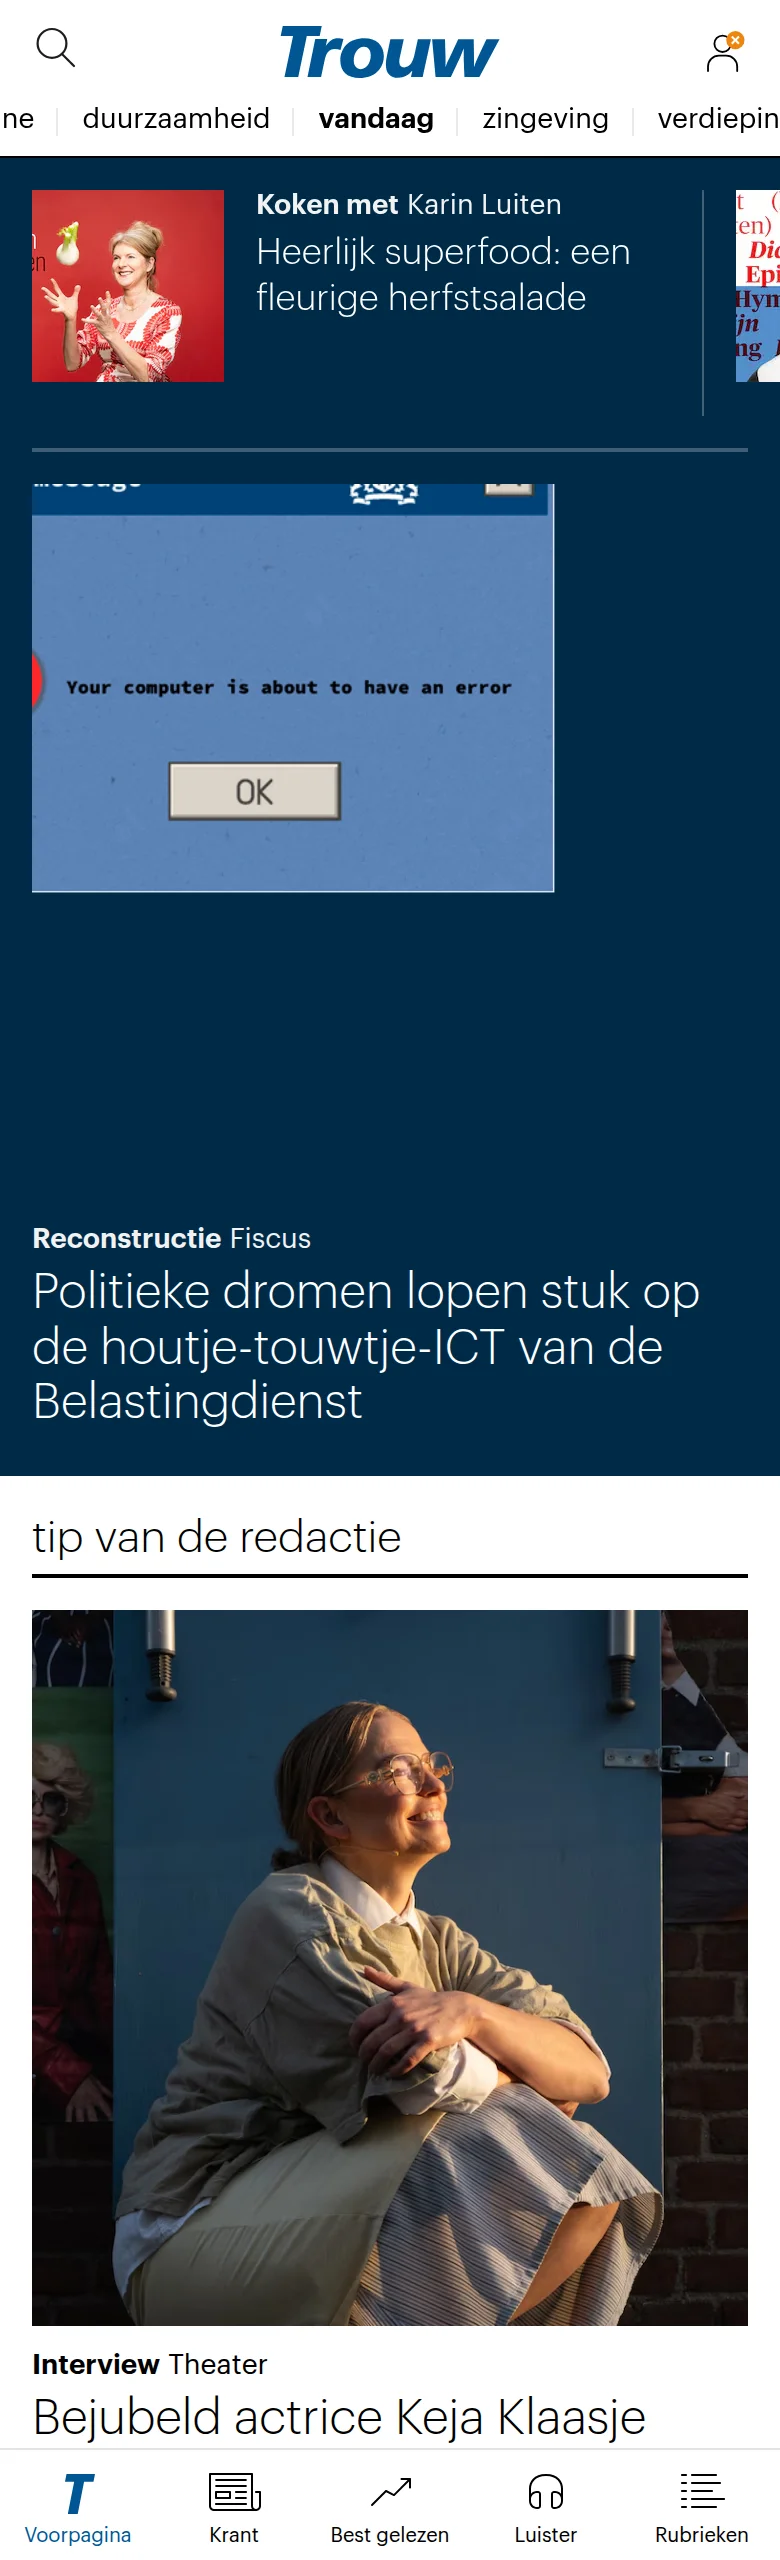 Trouw
ne
duurzaamheid
vandaag
zingeving
verdiepin
Koken met Karin Luiten
Heerlijk superfood: een
fleurige herfstsalade
Your computer is about to have an error
OK
Reconstructie Fiscus
Politieke dromen lopen stuk op
de houtje-touwtje-ICT van de
Belastingdienst
tip van de redactie
Interview Theater
Bejubeld actrice Keja Klaasje
T
Voorpagina
Krant
Best gelezen
Luister
Rubrieken